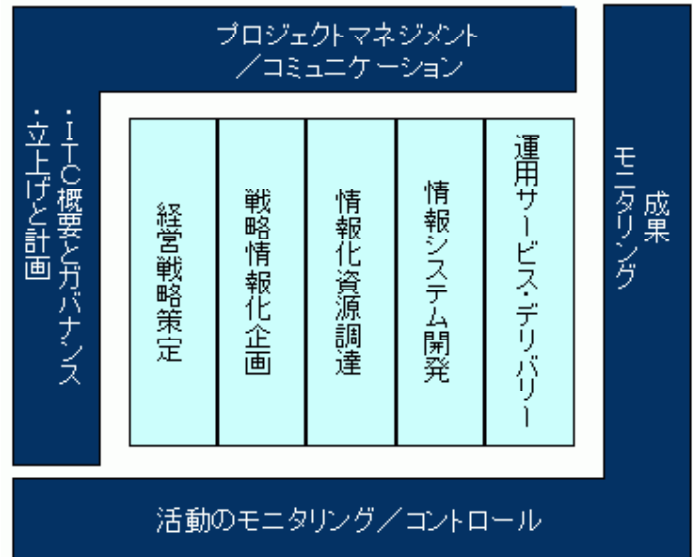 プロジェクトマネジメント
／コミュニケーション
・ITC概要とガバナンス
・立上げと計画
経営戦略策定
戦略情報化企画
情報化資源調達
情報システム開発
運用サービス・デリバリー
成果
モニタリング
活動のモニタリング／コントロール